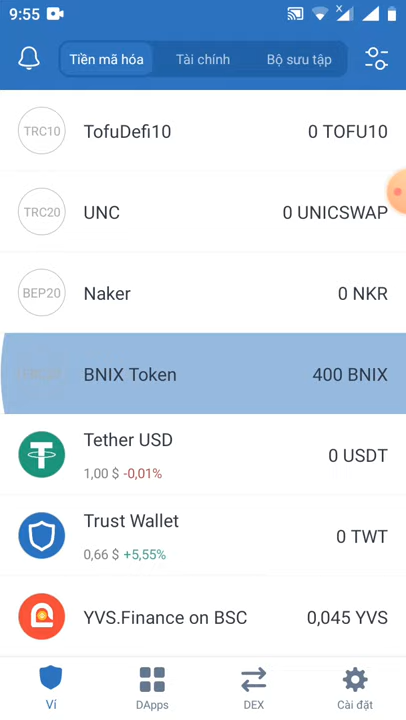 9:55
Tiền mã hóa
Tài chính
Bộ sưu tập
TRC10
TofuDefi10
0 TOFU10
TRC20
UNC
0 UNICSWAP
BEP20
Naker
0 NKR
BNIX Token
400 BNIX
Tether USD
1,00 $ -0,01%
0 USDT
Trust Wallet
0,66 $ +5,55%
0 TWT
YVS.Finance on BSC
0,045 YVS
Ví
DApps
DEX
Cài đặt